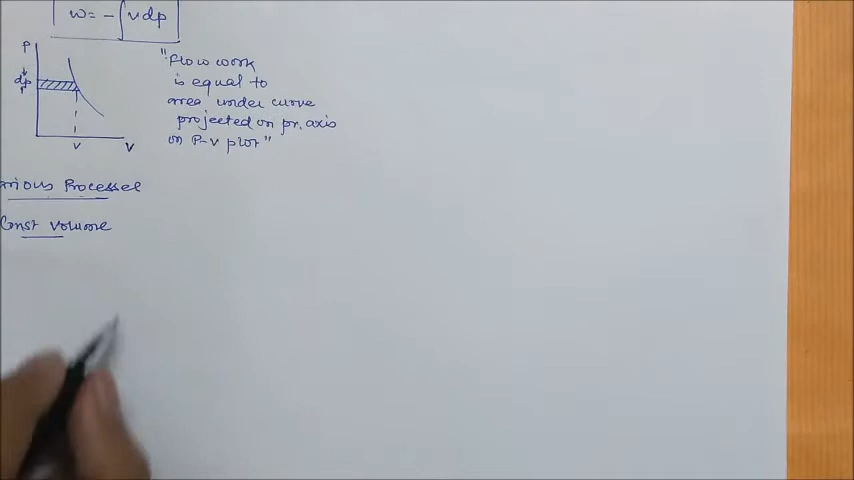 w = - ∫ v dp
P
dp
v
V
"Flow work
is equal to
area under curve
projected on pr. axis
on P-V plot"
rious Processes
Const volume